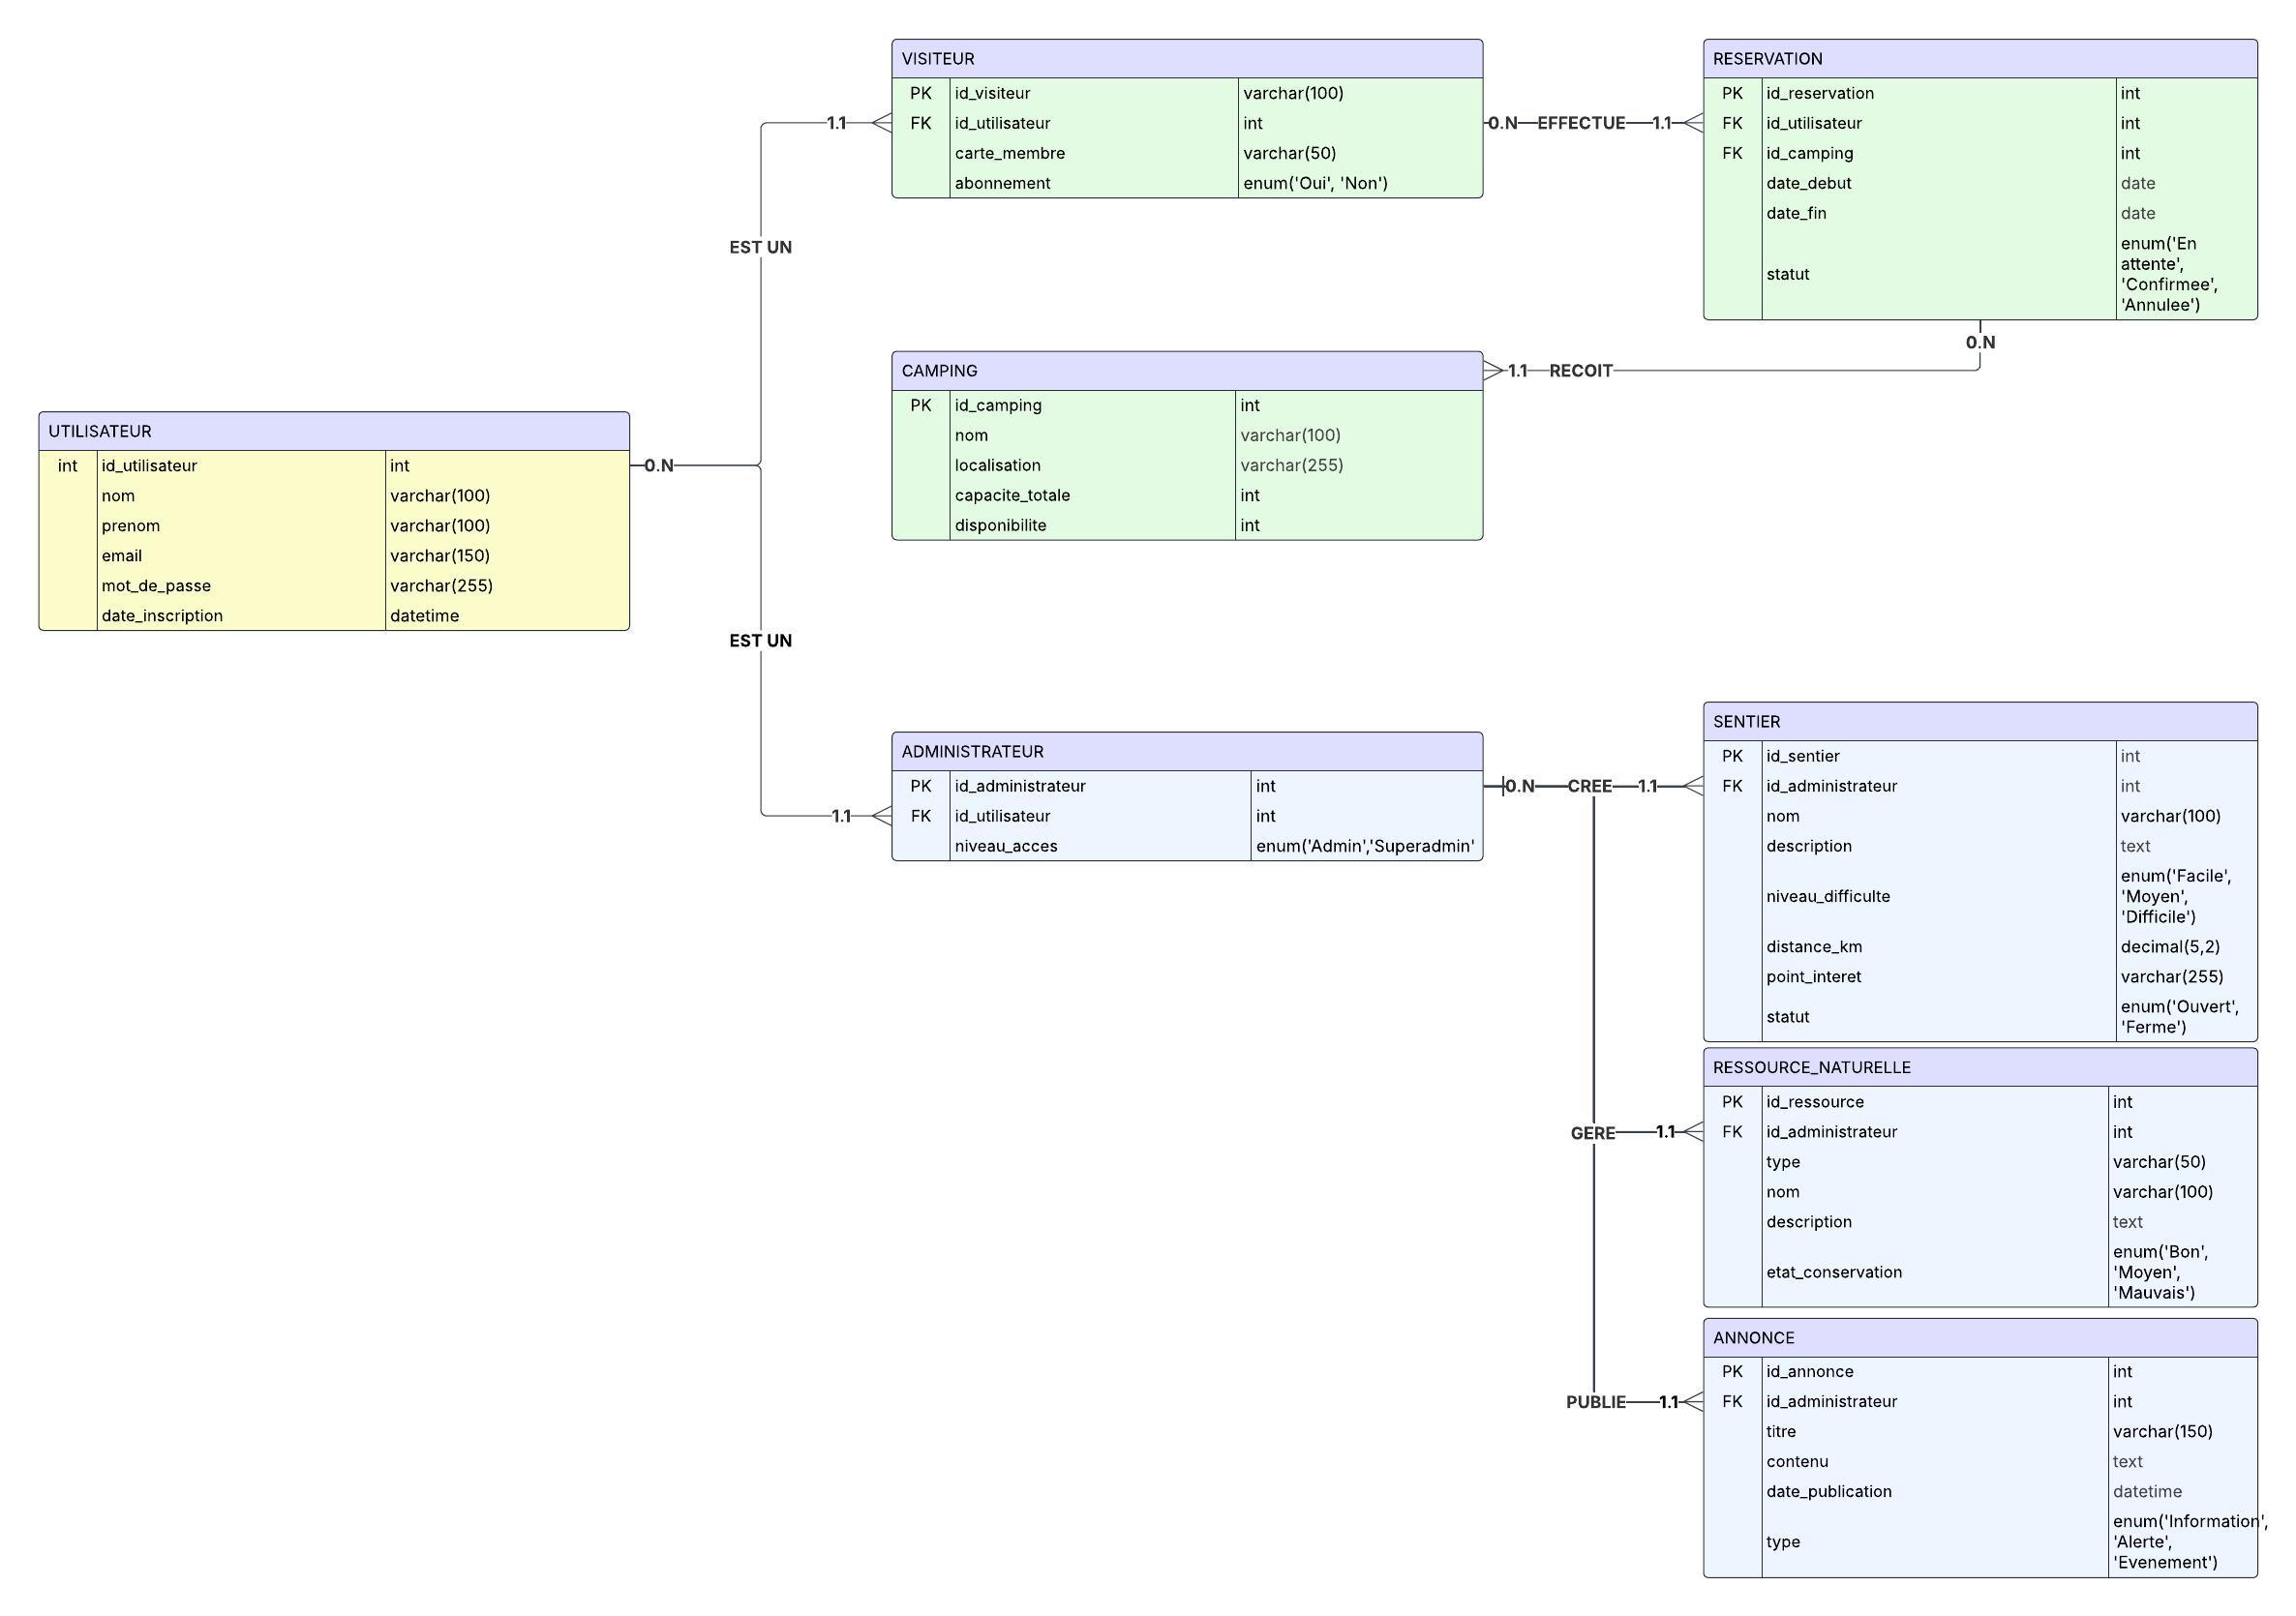 VISITEUR
PK id_visiteur varchar(100)
FK id_utilisateur int
carte_membre varchar(50)
abonnement enum('Oui', 'Non')
0.N EFFECTUE 1.1
RESERVATION
PK id_reservation int
FK id_utilisateur int
FK id_camping int
date_debut date
date_fin date
statut enum('En
attente',
'Confirmee',
'Annulee')
0.N
1.1 RECOIT
1.1
EST UN
CAMPING
PK id_camping int
nom varchar(100)
localisation varchar(255)
capacite_totale int
disponibilite int
UTILISATEUR
int id_utilisateur int
nom varchar(100)
prenom varchar(100)
email varchar(150)
mot_de_passe varchar(255)
date_inscription datetime
0.N
EST UN
1.1
ADMINISTRATEUR
PK id_administrateur int
FK id_utilisateur int
niveau_acces enum('Admin','Superadmin'
0.N CREE 1.1
SENTIER
PK id_sentier int
FK id_administrateur int
nom varchar(100)
description text
niveau_difficulte enum('Facile',
'Moyen',
'Difficile')
distance_km decimal(5,2)
point_interet varchar(255)
statut enum('Ouvert',
'Ferme')
GERE 1.1
RESSOURCE_NATURELLE
PK id_ressource int
FK id_administrateur int
type varchar(50)
nom varchar(100)
description text
etat_conservation enum('Bon',
'Moyen',
'Mauvais')
PUBLIE 1.1
ANNONCE
PK id_annonce int
FK id_administrateur int
titre varchar(150)
contenu text
date_publication datetime
type enum('Information',
'Alerte',
'Evenement')